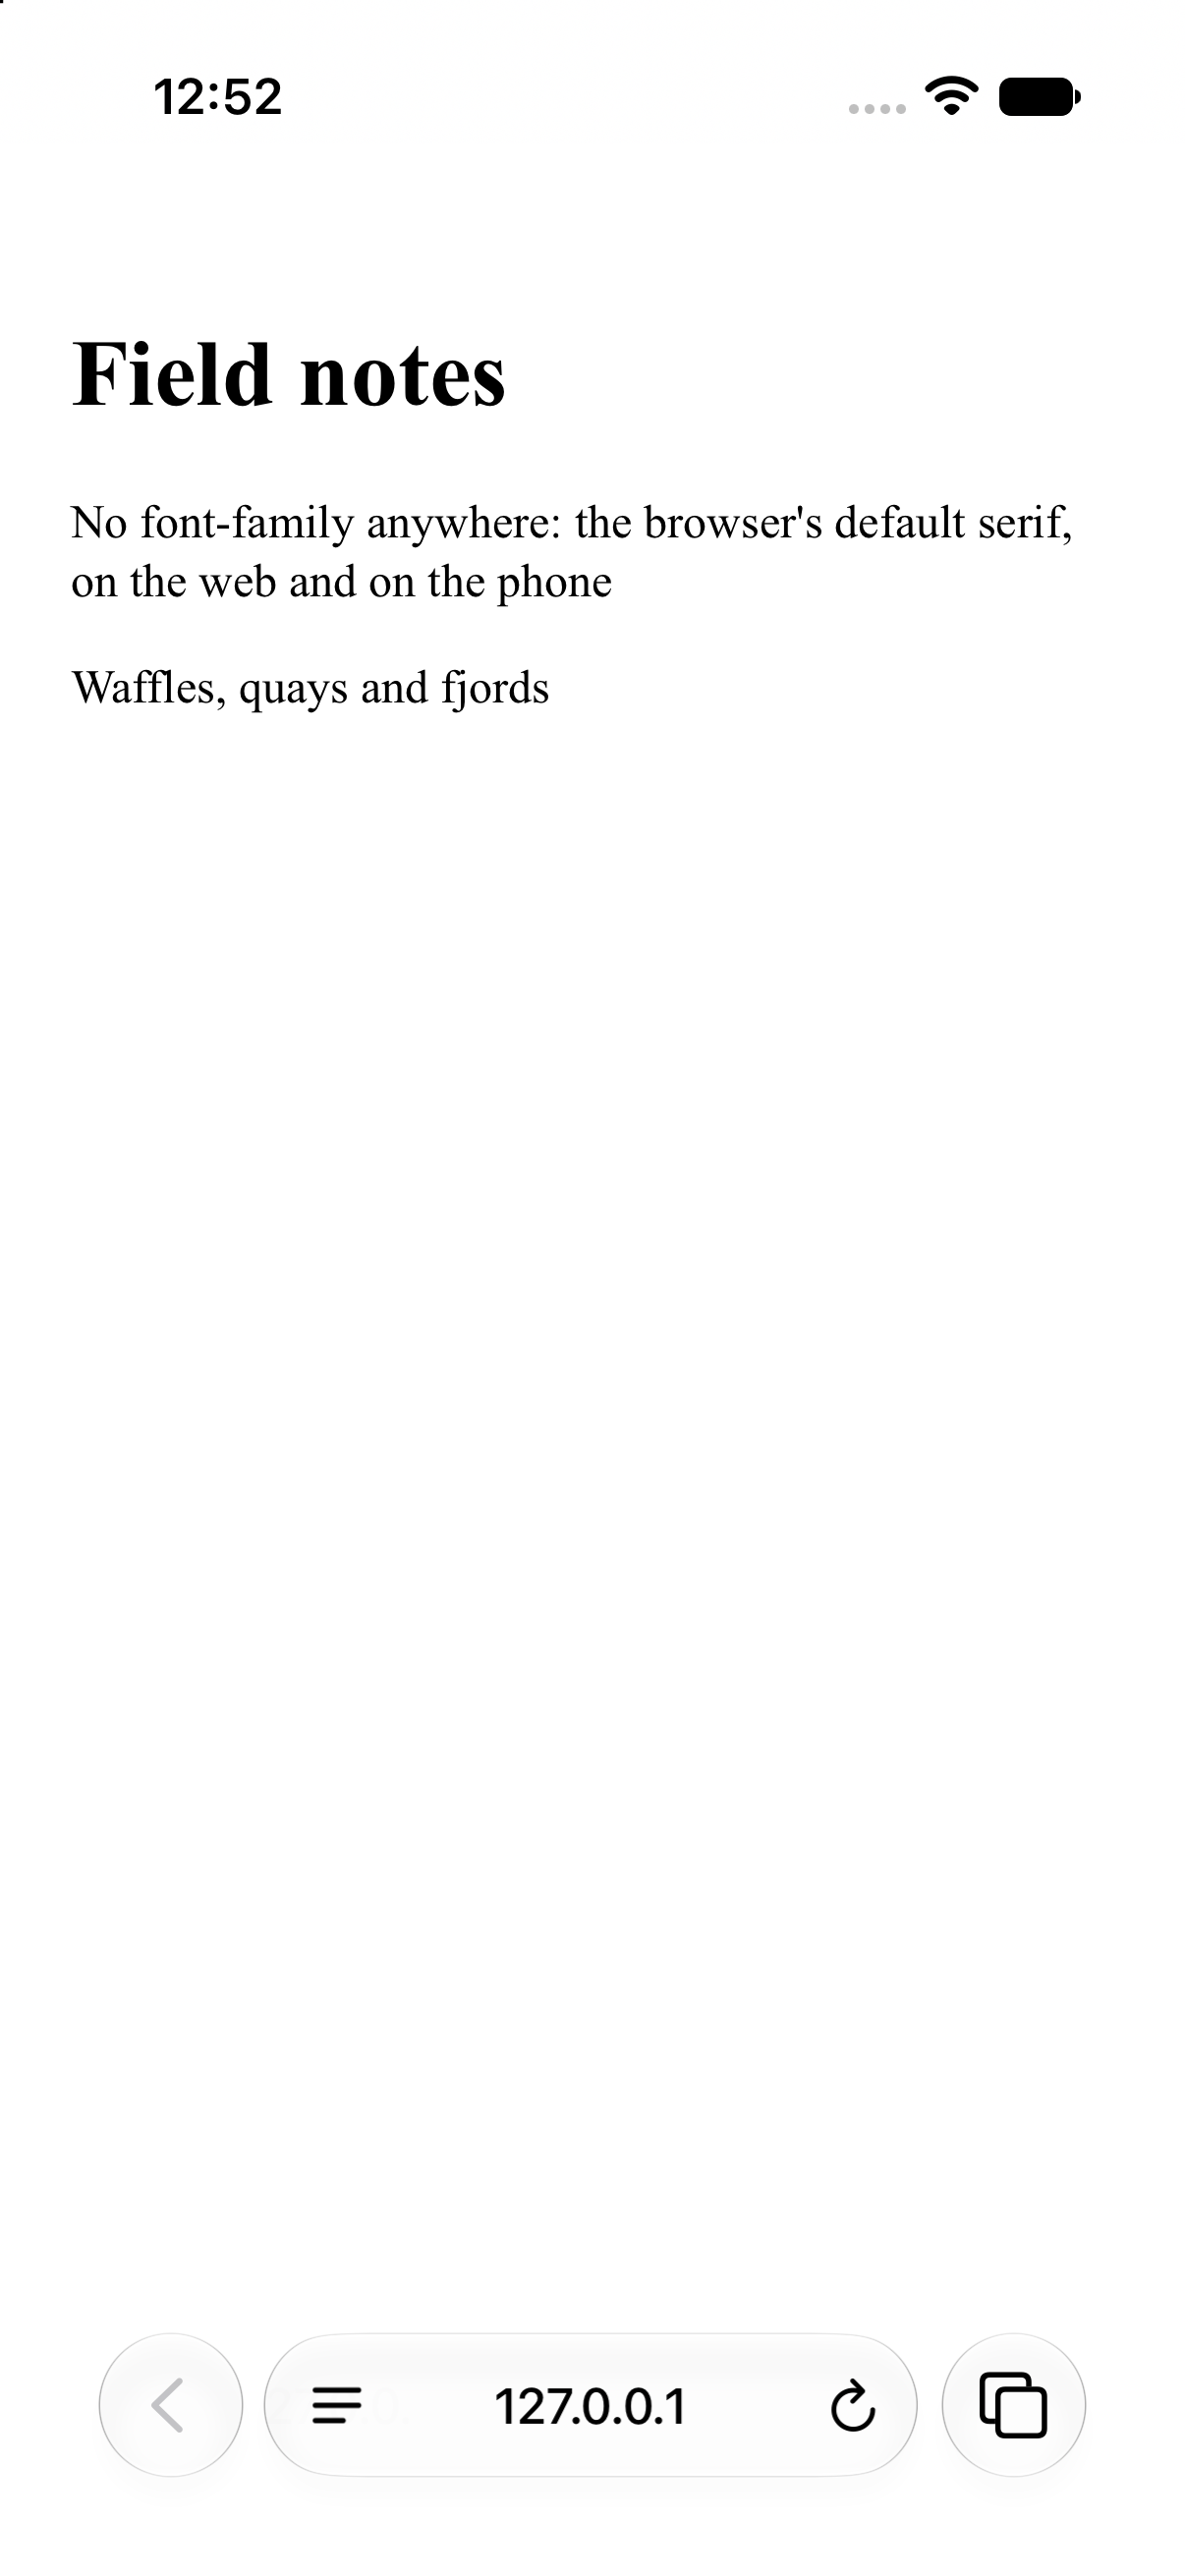 12:52
Field notes
No font-family anywhere: the browser's default serif,
on the web and on the phone
Waffles, quays and fjords
127.0.0.1